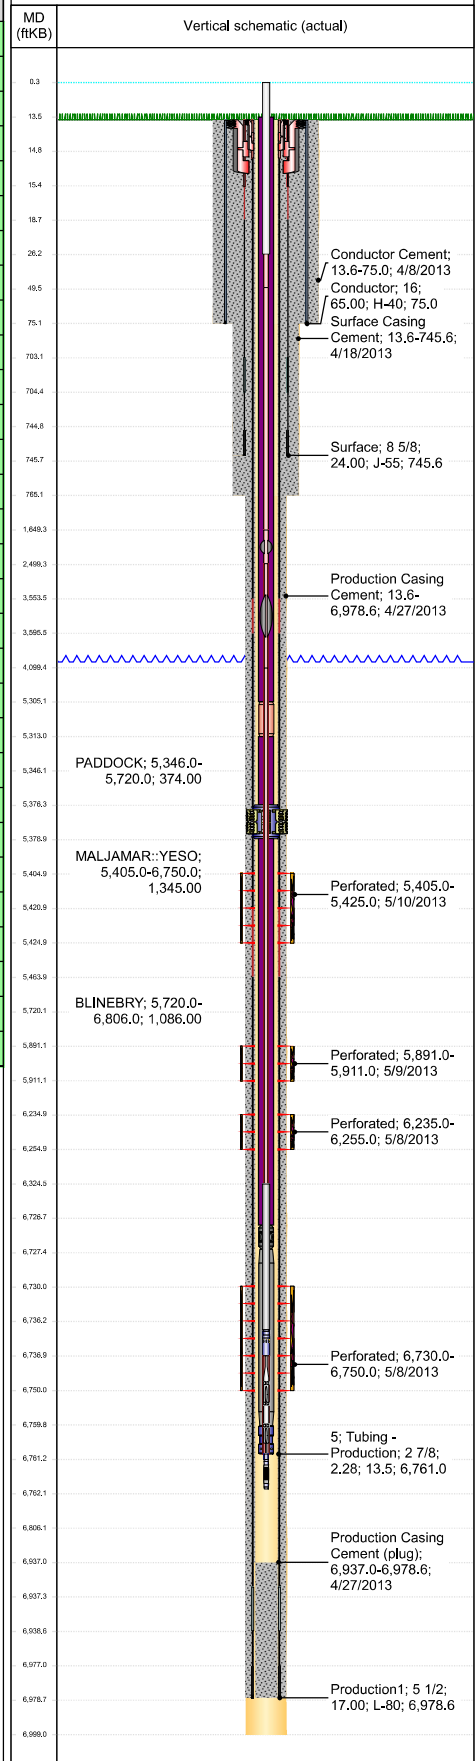 MD
(ftKB)
Vertical schematic (actual)
0.3
13.5
14.8
15.4
18.7
26.2
49.5
75.1
703.1
704.4
744.8
745.7
765.1
1,649.3
2,499.3
3,553.5
3,595.5
4,099.4
5,305.1
5,313.0
5,346.1
5,376.3
5,378.9
5,404.9
5,420.9
5,424.9
5,463.9
5,720.1
5,891.1
5,911.1
6,234.9
6,254.9
6,324.5
6,726.7
6,727.4
6,730.0
6,736.2
6,736.9
6,750.0
6,759.8
6,761.2
6,762.1
6,806.1
6,937.0
6,937.3
6,938.6
6,977.0
6,978.7
6,999.0
Conductor Cement;
13.6-75.0; 4/8/2013
Conductor; 16;
65.00; H-40; 75.0
Surface Casing
Cement; 13.6-745.6;
4/18/2013
Surface; 8 5/8;
24.00; J-55; 745.6
Production Casing
Cement; 13.6-
6,978.6; 4/27/2013
PADDOCK; 5,346.0-
5,720.0; 374.00
MALJAMAR::YESO;
5,405.0-6,750.0;
1,345.00
Perforated; 5,405.0-
5,425.0; 5/10/2013
BLINEBRY; 5,720.0-
6,806.0; 1,086.00
Perforated; 5,891.0-
5,911.0; 5/9/2013
Perforated; 6,235.0-
6,255.0; 5/8/2013
Perforated; 6,730.0-
6,750.0; 5/8/2013
5; Tubing -
Production; 2 7/8;
2.28; 13.5; 6,761.0
Production Casing
Cement (plug);
6,937.0-6,978.6;
4/27/2013
Production1; 5 1/2;
17.00; L-80; 6,978.6